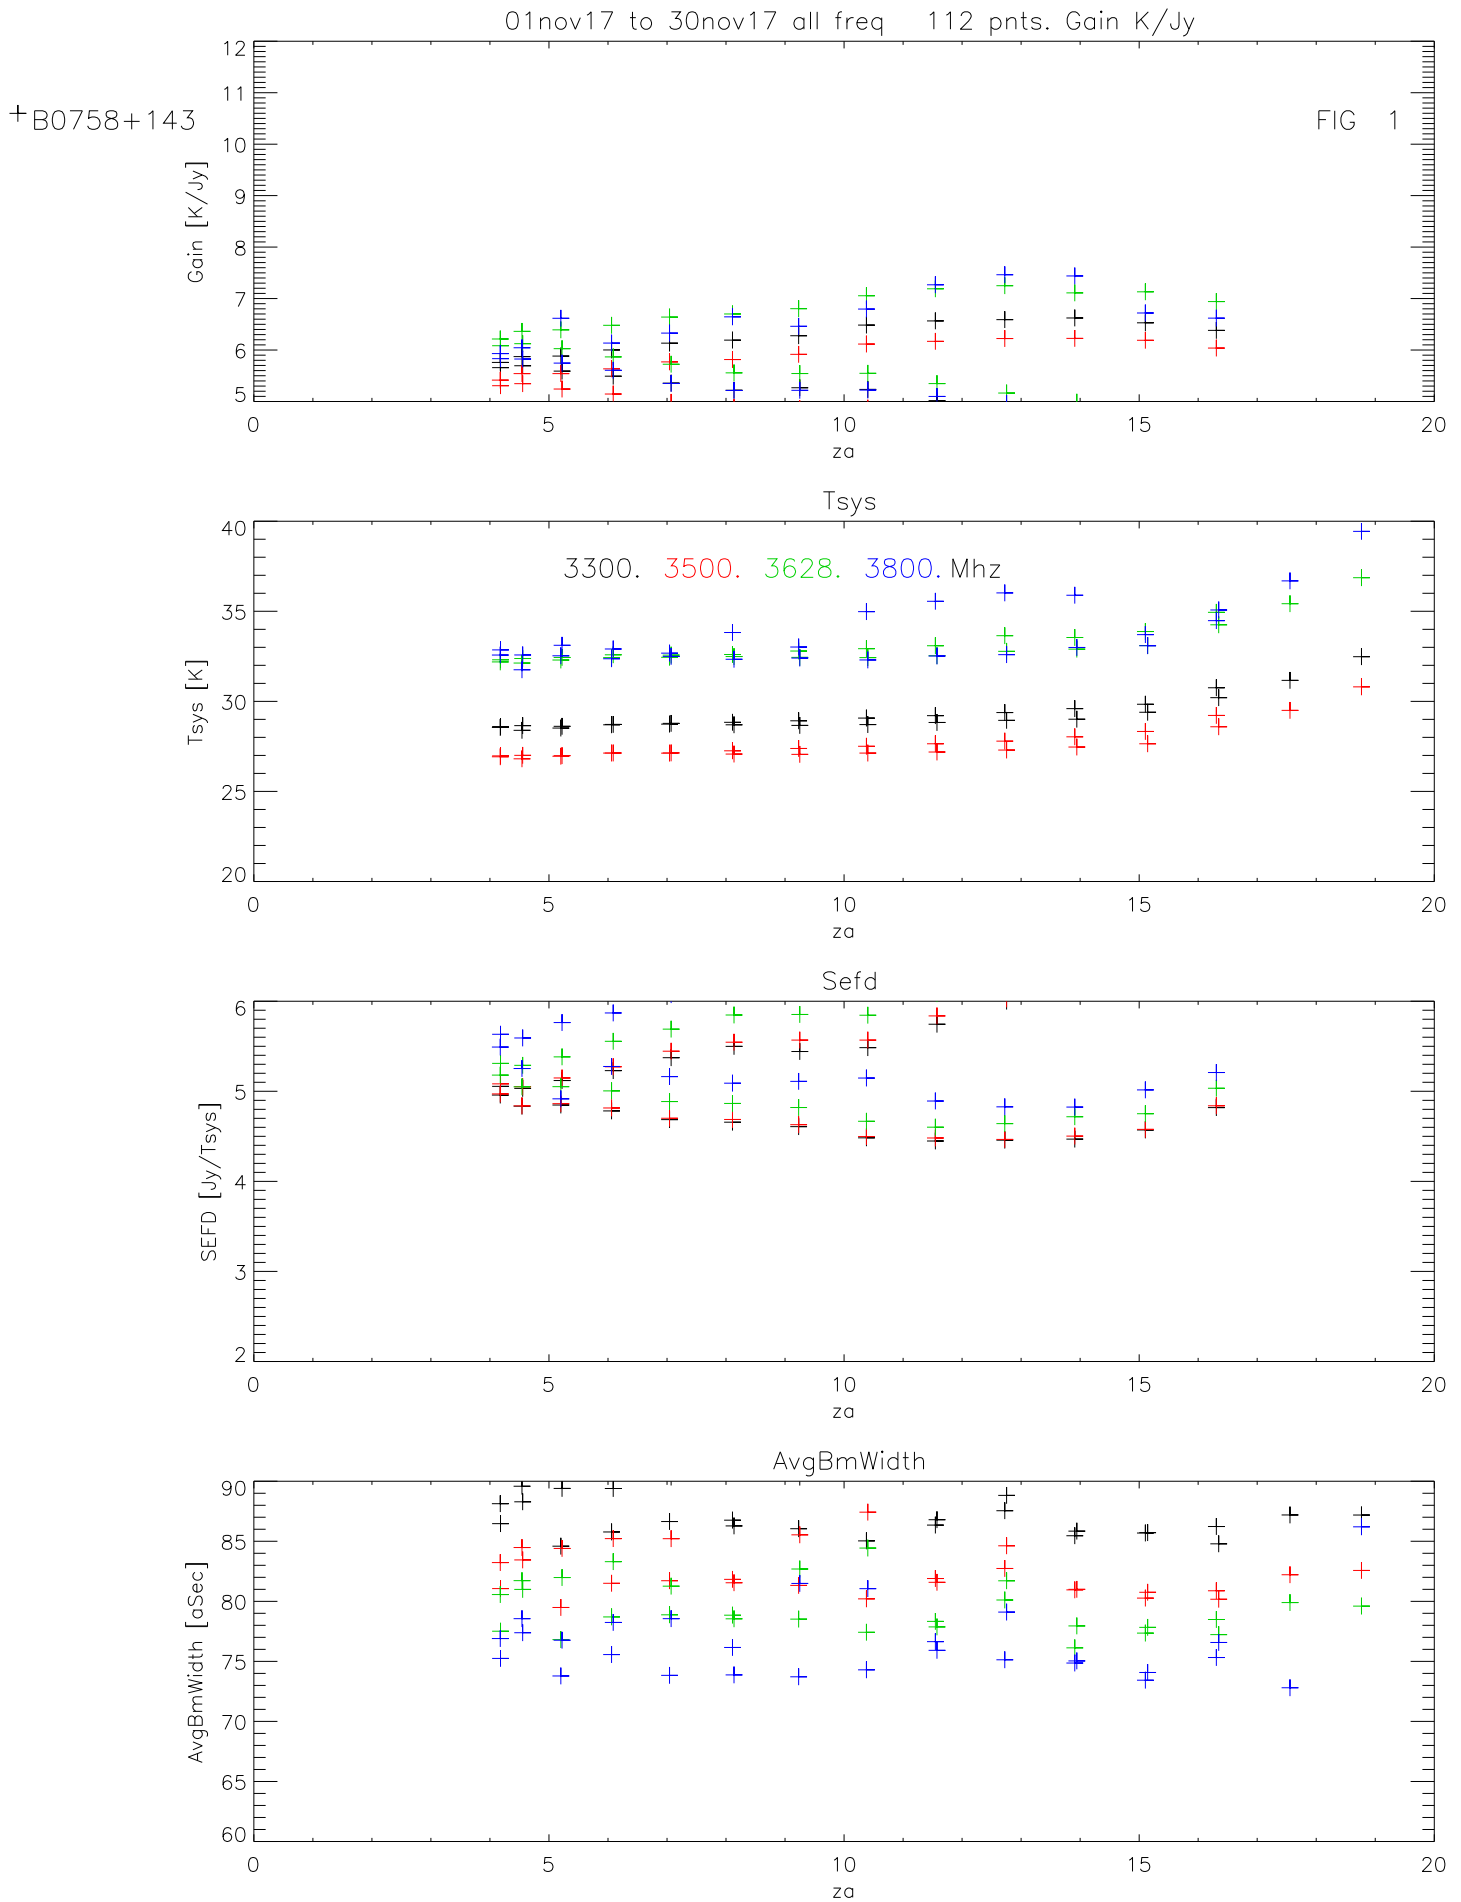 01nov17 to 30nov17 all freq 112 pnts. Gain K/Jy
+B0758+143
FIG 1
Gain [K/Jy]
12
11
10
9
8
7
6
5
0 5 10 15 20
za
Tsys
3300. 3500. 3628. 3800. Mhz
Tsys [K]
40
35
30
25
20
0 5 10 15 20
za
Sefd
SEFD [Jy/Tsys]
6
5
4
3
2
0 5 10 15 20
za
AvgBmWidth
AvgBmWidth [aSec]
90
85
80
75
70
65
60
0 5 10 15 20
za